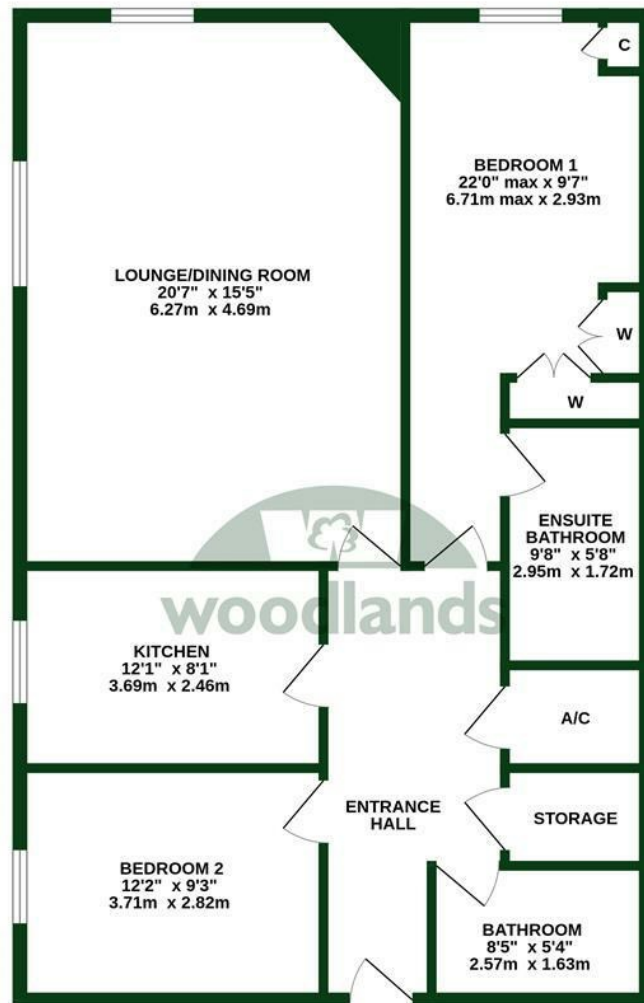 C
BEDROOM 1
22'0" max x 9'7"
6.71m max x 2.93m
LOUNGE/DINING ROOM
20'7" x 15'5"
6.27m x 4.69m
W
W
ENSUITE
BATHROOM
9'8" x 5'8"
2.95m x 1.72m
woodlands
KITCHEN
12'1" x 8'1"
3.69m x 2.46m
A/C
ENTRANCE
HALL
STORAGE
BEDROOM 2
12'2" x 9'3"
3.71m x 2.82m
BATHROOM
8'5" x 5'4"
2.57m x 1.63m